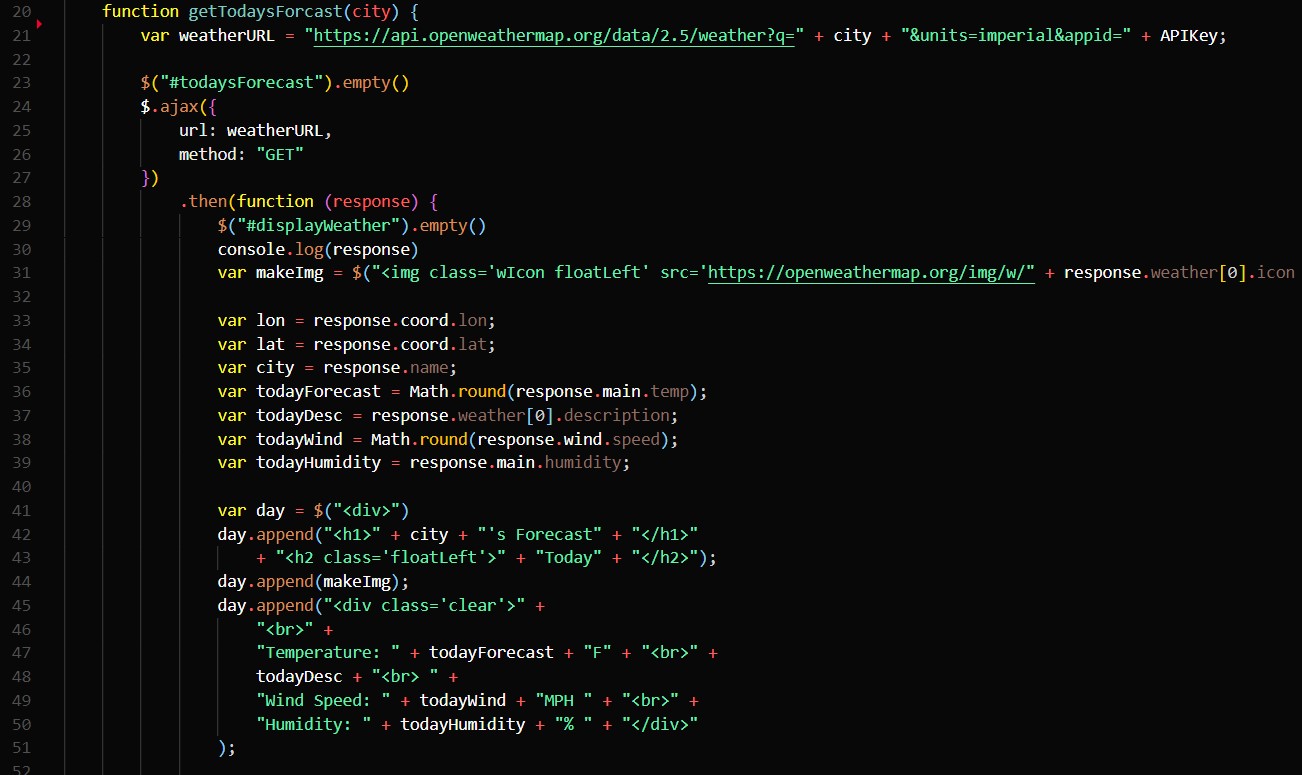 20 function getTodaysForcast(city) {
21 var weatherURL = "https://api.openweathermap.org/data/2.5/weather?q=" + city + "&units=imperial&appid=" + APIKey;
22
23 $("#todaysForecast").empty()
24 $.ajax({
25 url: weatherURL,
26 method: "GET"
27 })
28 .then(function (response) {
29 $("#displayWeather").empty()
30 console.log(response)
31 var makeImg = $("<img class='wIcon floatLeft' src='https://openweathermap.org/img/w/" + response.weather[0].icon
32
33 var lon = response.coord.lon;
34 var lat = response.coord.lat;
35 var city = response.name;
36 var todayForecast = Math.round(response.main.temp);
37 var todayDesc = response.weather[0].description;
38 var todayWind = Math.round(response.wind.speed);
39 var todayHumidity = response.main.humidity;
40
41 var day = $("<div>")
42 day.append("<h1>" + city + "'s Forecast" + "</h1>"
43 + "<h2 class='floatLeft'>" + "Today" + "</h2>");
44 day.append(makeImg);
45 day.append("<div class='clear'>" +
46 "<br>" +
47 "Temperature: " + todayForecast + "F" + "<br>" +
48 todayDesc + "<br> " +
49 "Wind Speed: " + todayWind + "MPH " + "<br>" +
50 "Humidity: " + todayHumidity + "% " + "</div>"
51 );
52